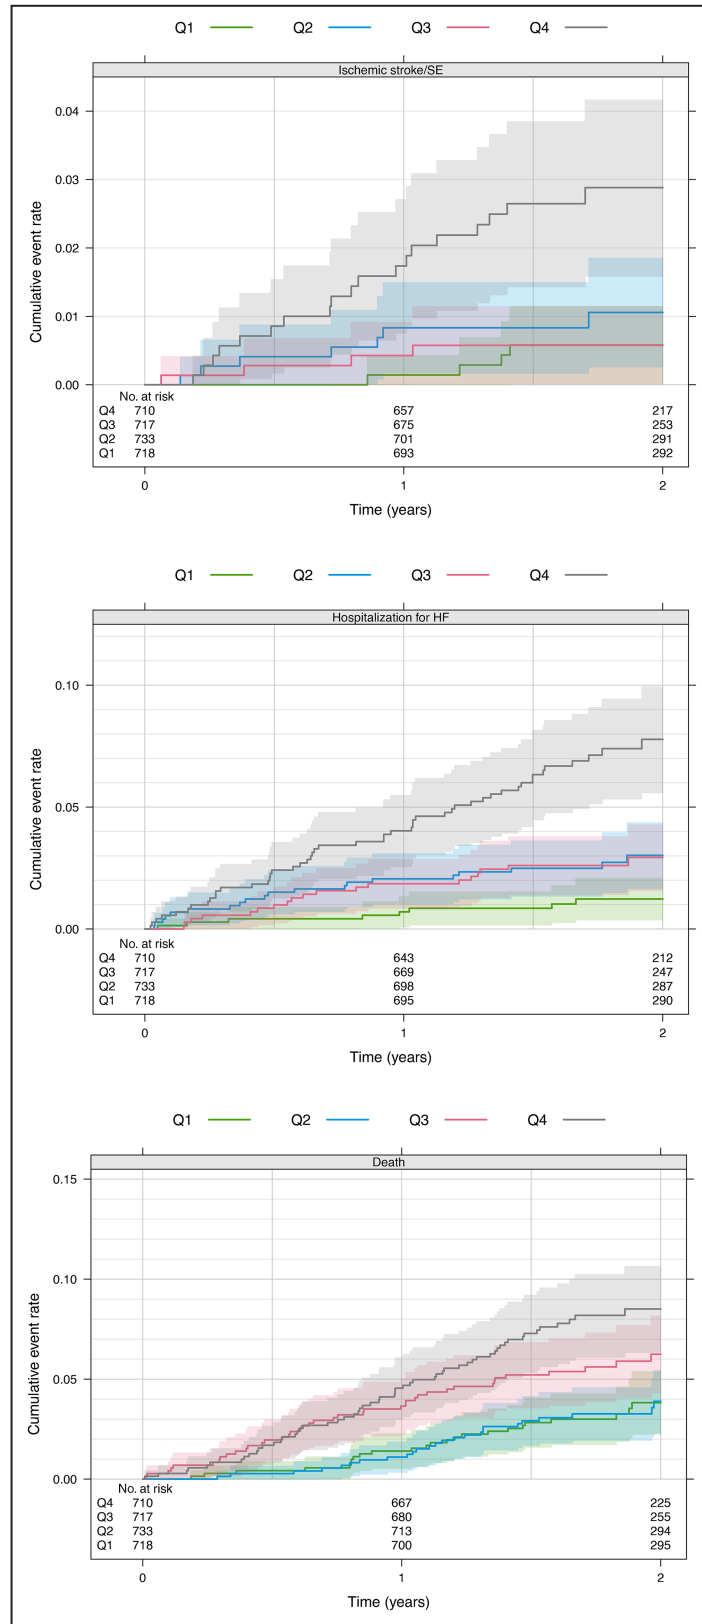 Q1 Q2 Q3 Q4
Ischemic stroke/SE
0.04
0.03
0.02
0.01
0.00
Cumulative event rate
No. at risk
Q4 710 657 217
Q3 717 675 253
Q2 733 701 291
Q1 718 693 292
0 1 2
Time (years)
Q1 Q2 Q3 Q4
Hospitalization for HF
0.10
0.05
0.00
Cumulative event rate
No. at risk
Q4 710 643 212
Q3 717 669 247
Q2 733 698 287
Q1 718 695 290
0 1 2
Time (years)
Q1 Q2 Q3 Q4
Death
0.15
0.10
0.05
0.00
Cumulative event rate
No. at risk
Q4 710 667 225
Q3 717 680 255
Q2 733 713 294
Q1 718 700 295
0 1 2
Time (years)